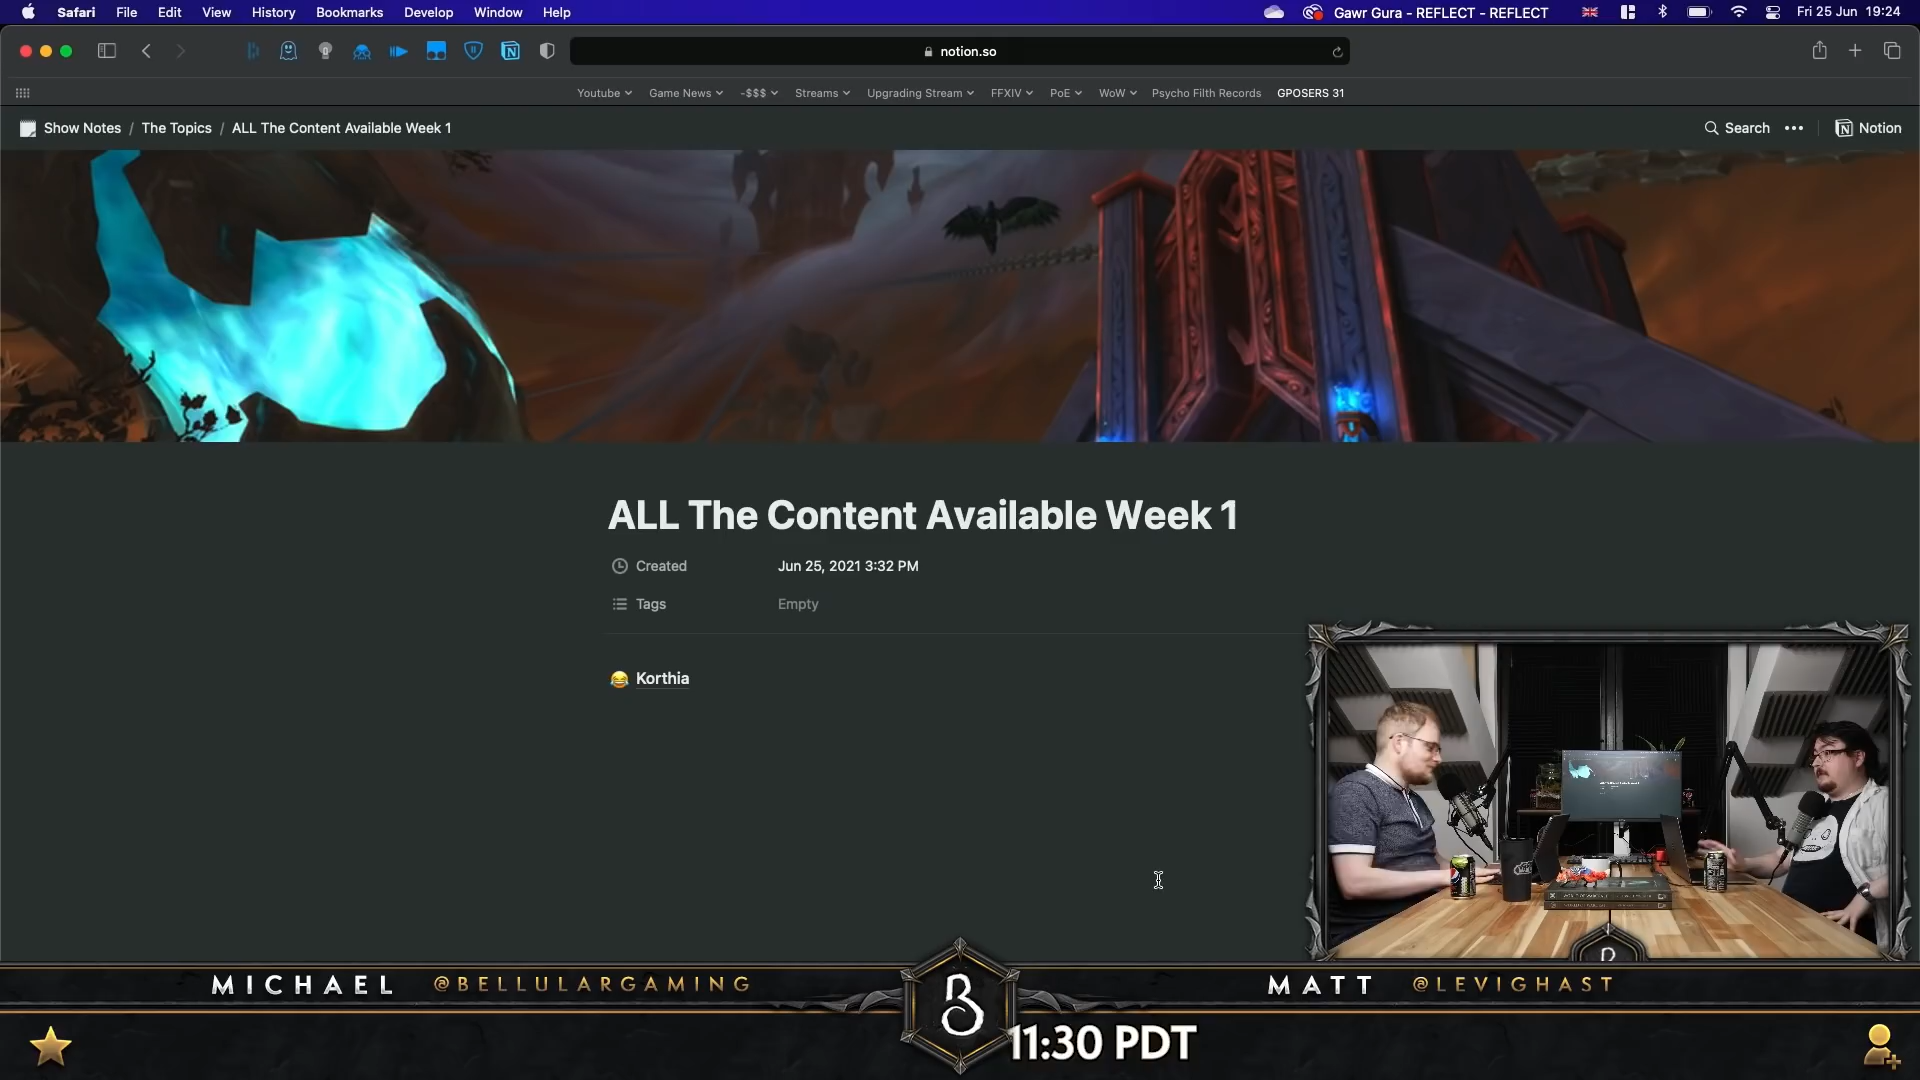 Safari File Edit View History Bookmarks Develop Window Help Gawr Gura - REFLECT - REFLECT Fri 25 Jun 19:24
notion.so
Youtube Game News -$$$ Streams Upgrading Stream FFXIV PoE WoW Psycho Filth Records GPOSERS 31
Show Notes / The Topics / ALL The Content Available Week 1 Search Notion
ALL The Content Available Week 1
Created Jun 25, 2021 3:32 PM
Tags Empty
Korthia
MICHAEL @BELLULARGAMING B MATT @LEVIGHAST
11:30 PDT